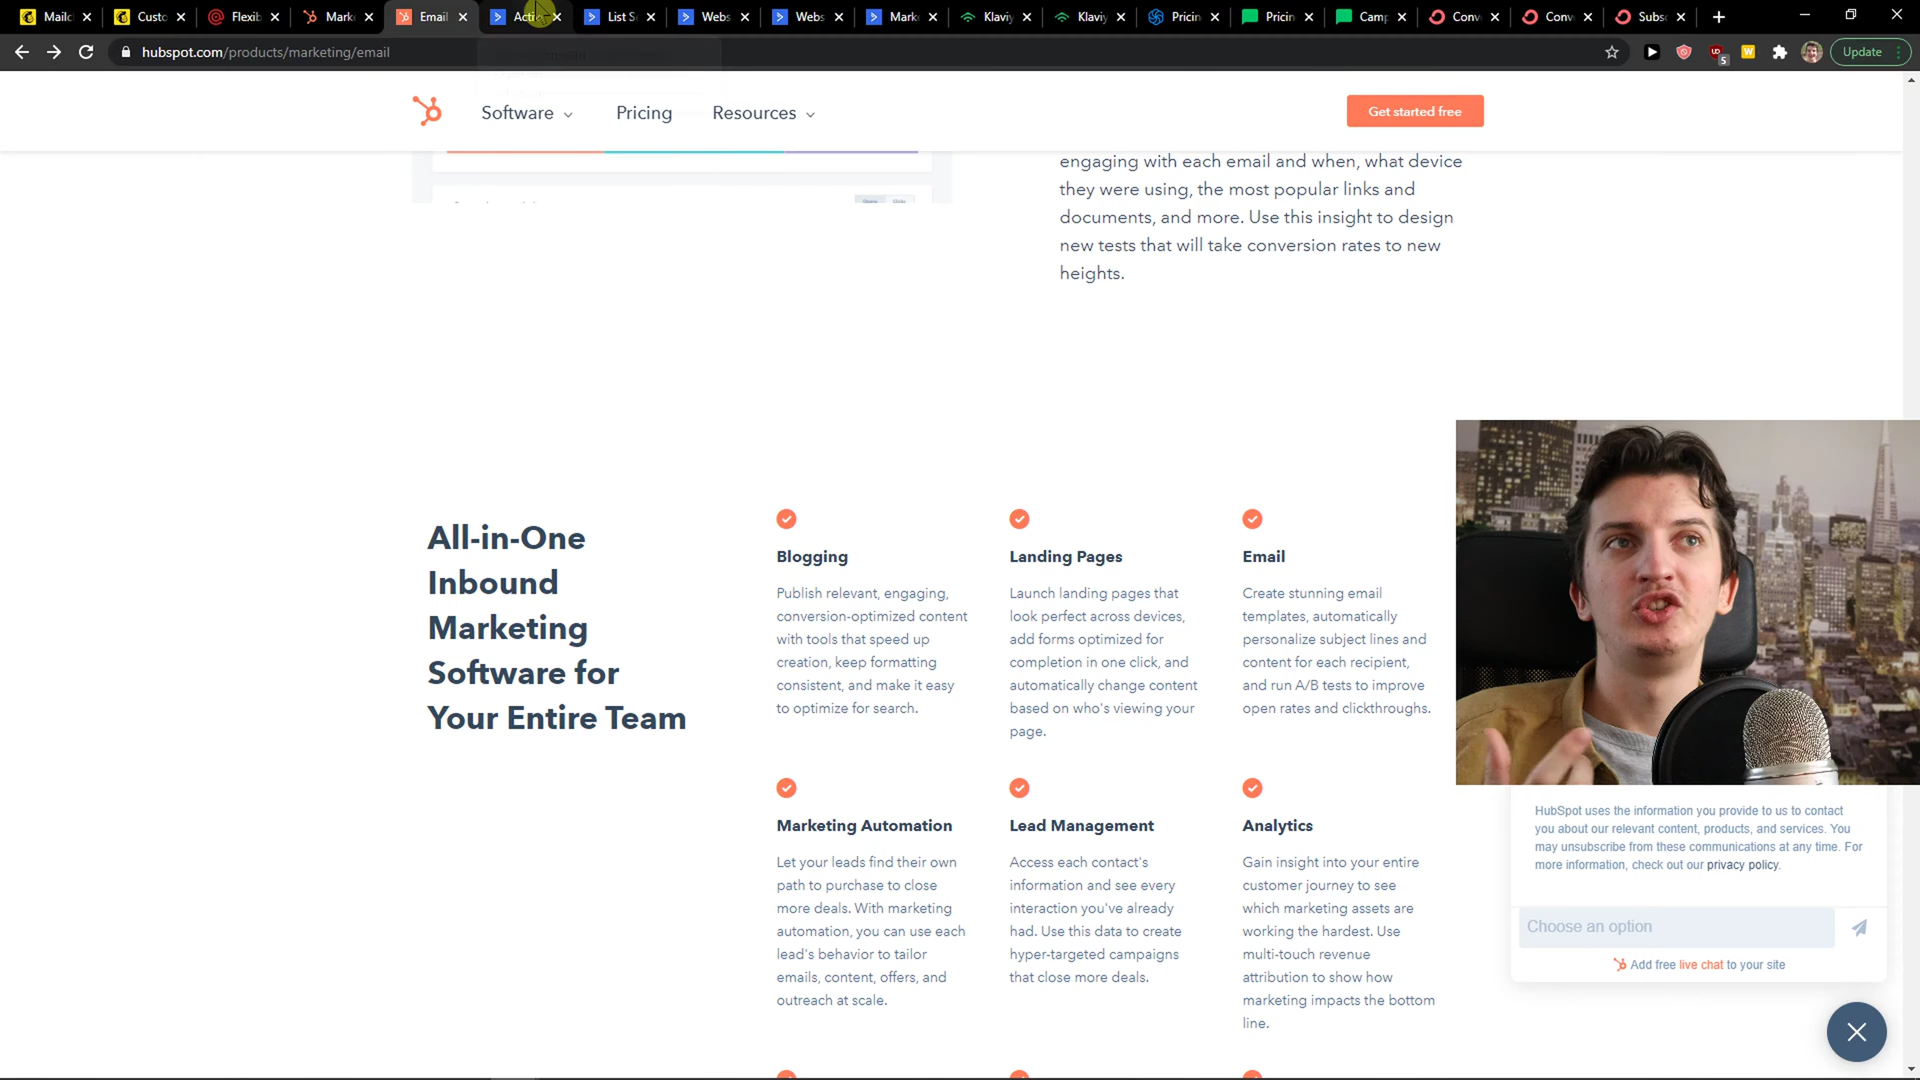 Mailc
Custo
Flexib
Marke
Email
Activ
List Se
Webs
Webs
Marke
Klaviy
Klaviy
Pricin
Pricin
Camp
Conv
Conv
Subsc
hubspot.com/products/marketing/email
Update
Software
Pricing
Resources
Get started free
engaging with each email and when, what device
they were using, the most popular links and
documents, and more. Use this insight to design
new tests that will take conversion rates to new
heights.
All-in-One
Inbound
Marketing
Software for
Your Entire Team
Blogging
Publish relevant, engaging,
conversion-optimized content
with tools that speed up
creation, keep formatting
consistent, and make it easy
to optimize for search.
Landing Pages
Launch landing pages that
look perfect across devices,
add forms optimized for
completion in one click, and
automatically change content
based on who's viewing your
page.
Email
Create stunning email
templates, automatically
personalize subject lines and
content for each recipient,
and run A/B tests to improve
open rates and clickthroughs.
Marketing Automation
Let your leads find their own
path to purchase to close
more deals. With marketing
automation, you can use each
lead's behavior to tailor
emails, content, offers, and
outreach at scale.
Lead Management
Access each contact's
information and see every
interaction you've already
had. Use this data to create
hyper-targeted campaigns
that close more deals.
Analytics
Gain insight into your entire
customer journey to see
which marketing assets are
working the hardest. Use
multi-touch revenue
attribution to show how
marketing impacts the bottom
line.
HubSpot uses the information you provide to us to contact
you about our relevant content, products, and services. You
may unsubscribe from these communications at any time. For
more information, check out our privacy policy.
Choose an option
Add free live chat to your site